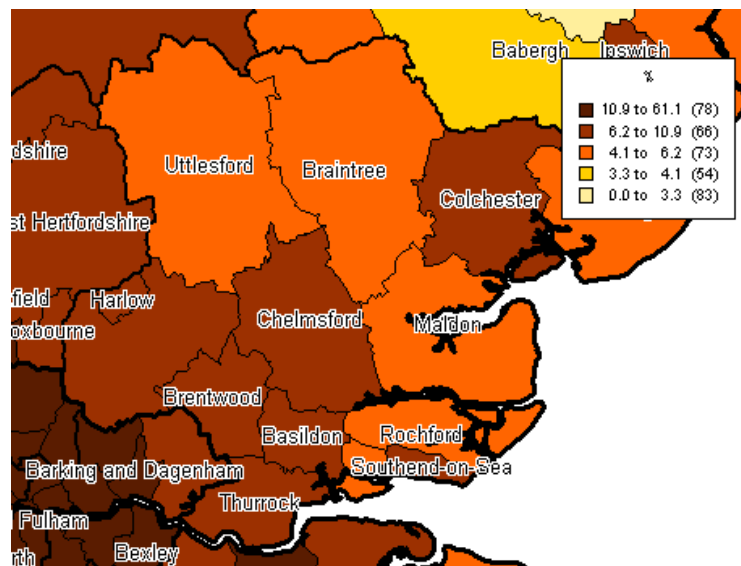 Babergh
Ipswich
%
10.9 to 61.1 (78)
6.2 to 10.9 (66)
4.1 to 6.2 (73)
3.3 to 4.1 (54)
0.0 to 3.3 (83)
dshire
Uttlesford
Braintree
Colchester
st Hertfordshire
field
Harlow
oxbourne
Chelmsford
Maldon
Brentwood
Basildon
Rochford
Barking and Dagenham
Southend-on-Sea
Thurrock
Fulham
rth
Bexley